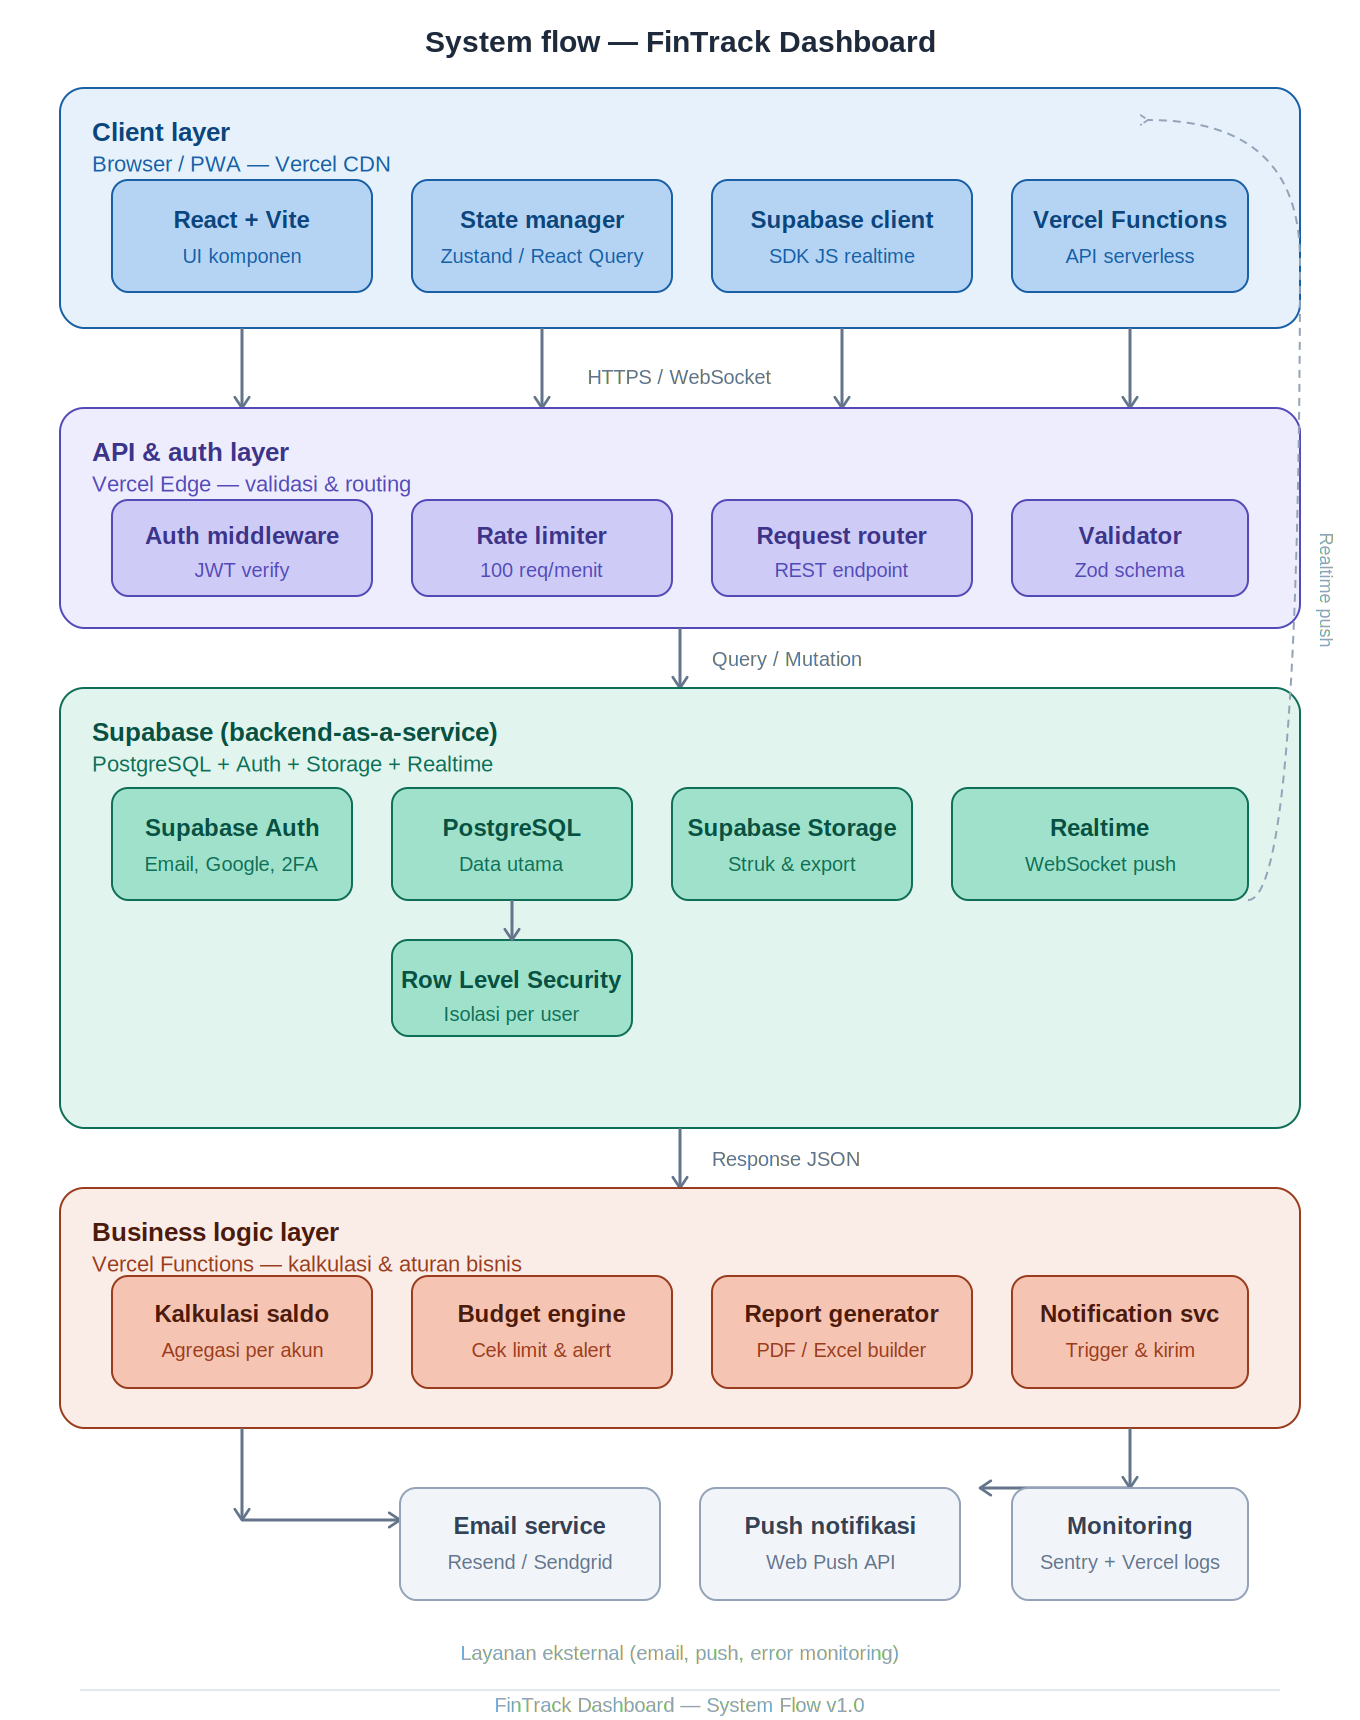 System flow — FinTrack Dashboard
Client layer
Browser / PWA — Vercel CDN
React + Vite
UI komponen
State manager
Zustand / React Query
Supabase client
SDK JS realtime
Vercel Functions
API serverless
HTTPS / WebSocket
API & auth layer
Vercel Edge — validasi & routing
Auth middleware
JWT verify
Rate limiter
100 req/menit
Request router
REST endpoint
Validator
Zod schema
Realtime push
Query / Mutation
Supabase (backend-as-a-service)
PostgreSQL + Auth + Storage + Realtime
Supabase Auth
Email, Google, 2FA
PostgreSQL
Data utama
Supabase Storage
Struk & export
Realtime
WebSocket push
Row Level Security
Isolasi per user
Response JSON
Business logic layer
Vercel Functions — kalkulasi & aturan bisnis
Kalkulasi saldo
Agregasi per akun
Budget engine
Cek limit & alert
Report generator
PDF / Excel builder
Notification svc
Trigger & kirim
Email service
Resend / Sendgrid
Push notifikasi
Web Push API
Monitoring
Sentry + Vercel logs
Layanan eksternal (email, push, error monitoring)
FinTrack Dashboard — System Flow v1.0